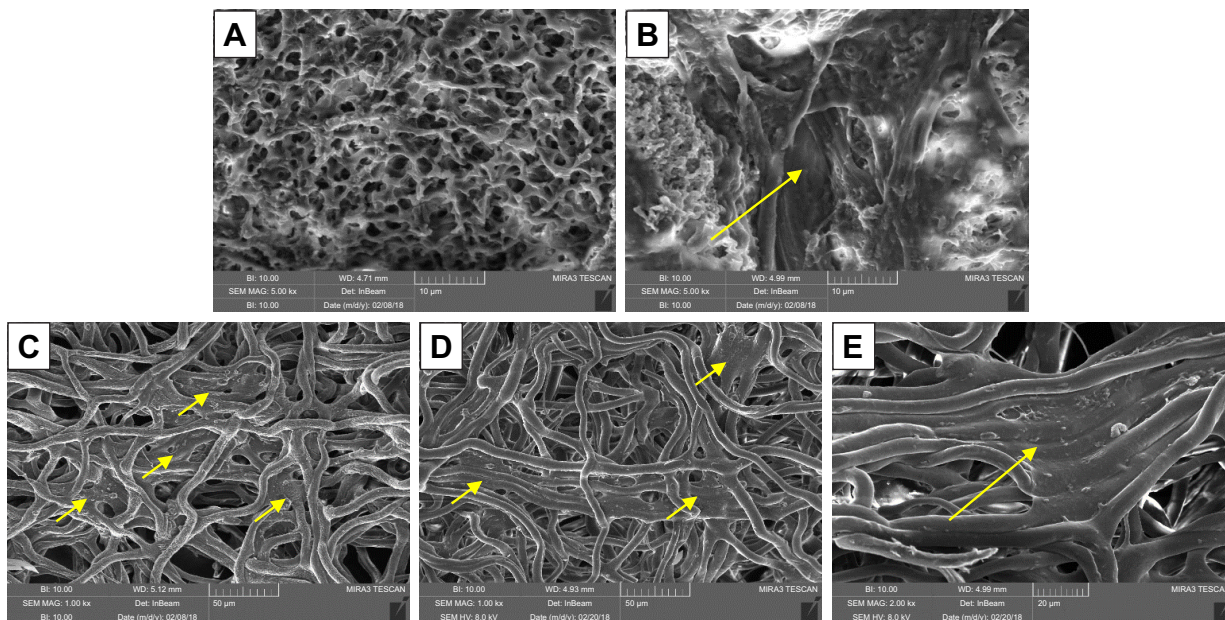 A
BI: 10.00 WD: 4.71 mm
SEM MAG: 5.00 kx Det: InBeam 10 µm MIRA3 TESCAN
BI: 10.00 Date (m/d/y): 02/08/18
B
BI: 10.00 WD: 4.99 mm
SEM MAG: 5.00 kx Det: InBeam 10 µm MIRA3 TESCAN
BI: 10.00 Date (m/d/y): 02/08/18
C
BI: 10.00 WD: 5.12 mm MIRA3 TESCAN
SEM MAG: 1.00 kx Det: InBeam 50 µm
BI: 10.00 Date (m/d/y): 02/08/18
D
BI: 10.00 WD: 4.93 mm MIRA3 TESCAN
SEM MAG: 1.00 kx Det: InBeam 50 µm
SEM HV: 8.0 kV Date (m/d/y): 02/20/18
E
BI: 10.00 WD: 4.99 mm MIRA3 TESCAN
SEM MAG: 2.00 kx Det: InBeam 20 µm
SEM HV: 8.0 kV Date (m/d/y): 02/20/18